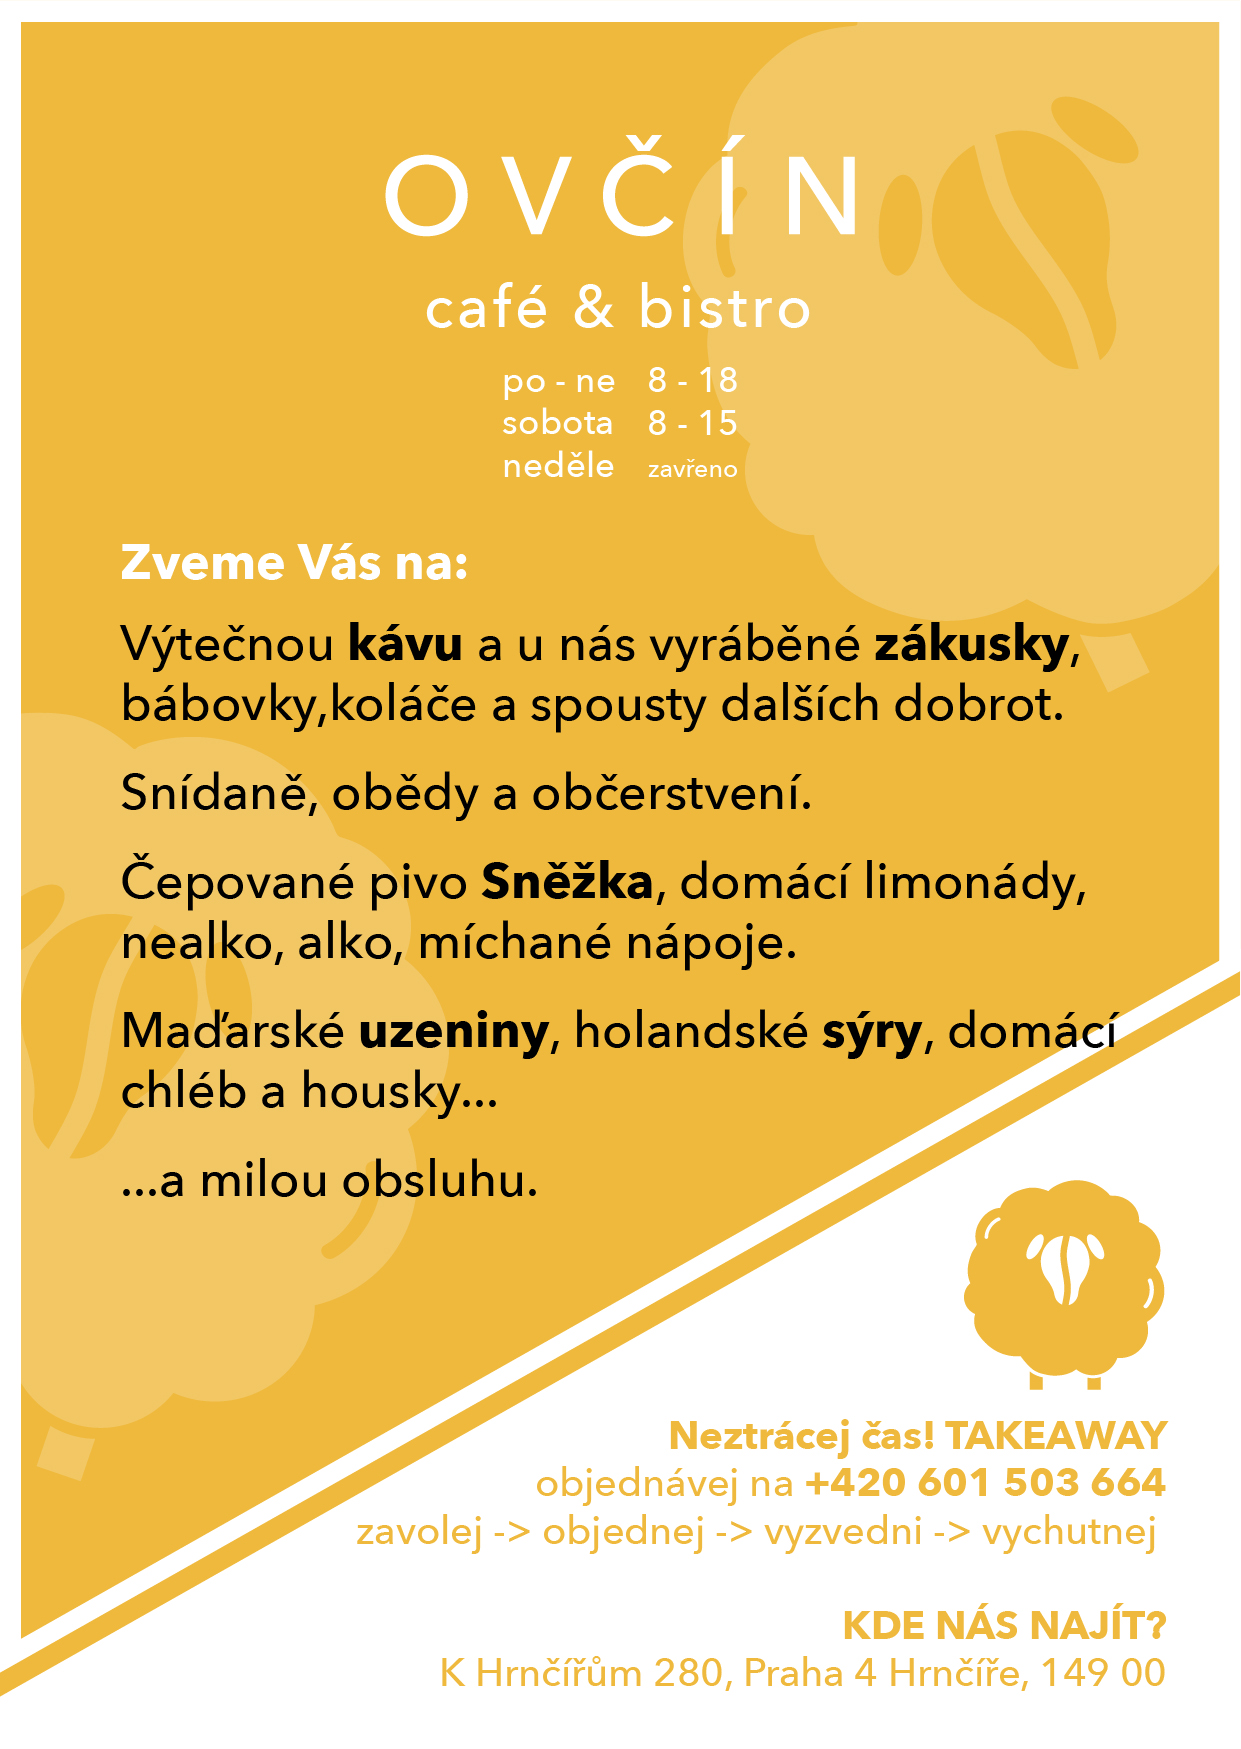 OVČÍN
café & bistro
po - ne 8 - 18
sobota 8 - 15
neděle zavřeno
Zveme Vás na:
Výtečnou kávu a u nás vyráběné zákusky,
bábovky,koláče a spousty dalších dobrot.
Snídaně, obědy a občerstvení.
Čepované pivo Sněžka, domácí limonády,
nealko, alko, míchané nápoje.
Maďarské uzeniny, holandské sýry, domácí
chléb a housky...
...a milou obsluhu.
Neztrácej čas! TAKEAWAY
objednávej na +420 601 503 664
zavolej -> objednej -> vyzvedni -> vychutnej
KDE NÁS NAJÍT?
K Hrnčířům 280, Praha 4 Hrnčíře, 149 00